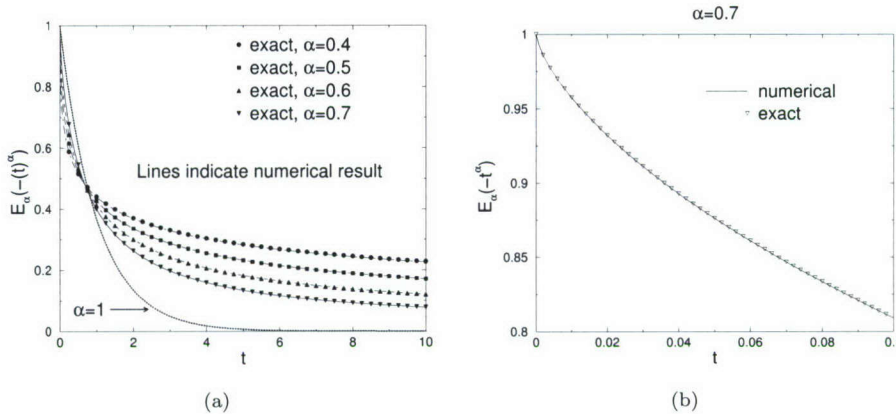 1
0.8
0.6
0.4
0.2
0
E_α(-(t)^α)
exact, α=0.4
exact, α=0.5
exact, α=0.6
exact, α=0.7
Lines indicate numerical result
α=1
0 2 4 6 8 10
t
(a)
α=0.7
1
0.95
0.9
0.85
0.8
E_α(-t^α)
numerical
exact
0 0.02 0.04 0.06 0.08 0.
t
(b)